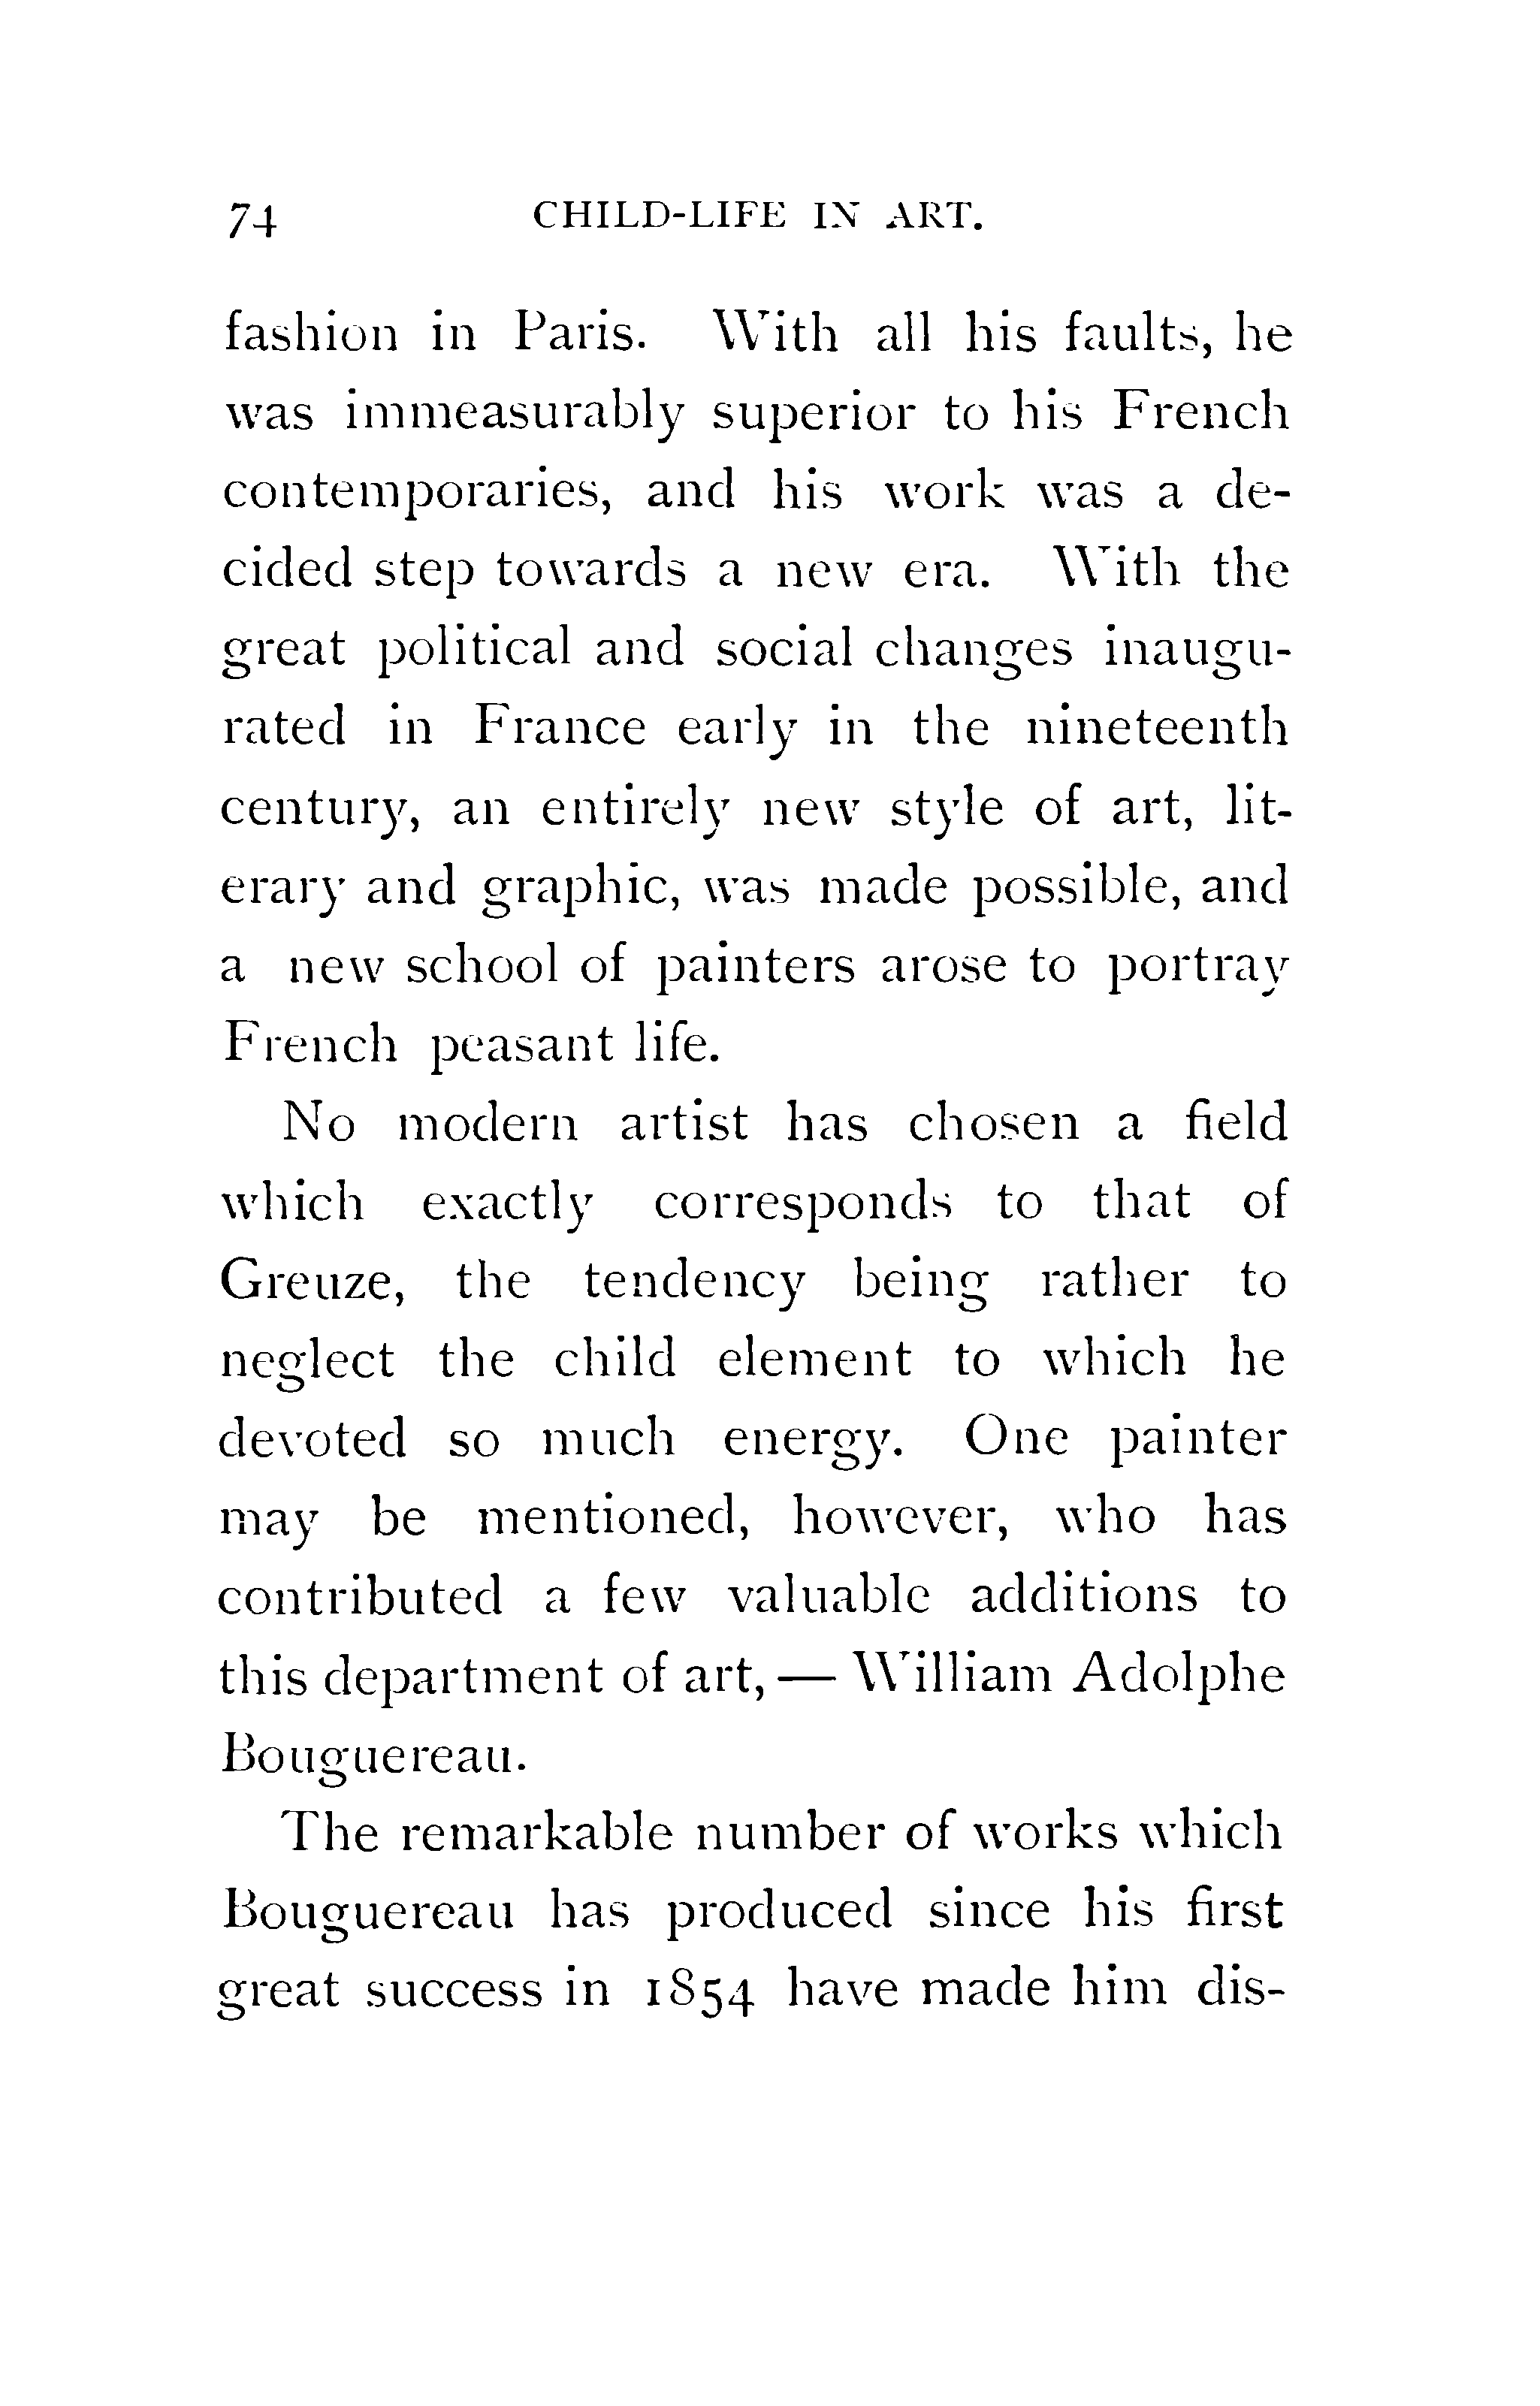 74 CHILD-LIFE IN ART.
fashion in Paris. With all his faults, he
was immeasurably superior to his French
contemporaries, and his work was a de-
cided step towards a new era. With the
great political and social changes inaugu-
rated in France early in the nineteenth
century, an entirely new style of art, lit-
erary and graphic, was made possible, and
a new school of painters arose to portray
French peasant life.
No modern artist has chosen a field
which exactly corresponds to that of
Greuze, the tendency being rather to
neglect the child element to which he
devoted so much energy. One painter
may be mentioned, however, who has
contributed a few valuable additions to
this department of art, — William Adolphe
Bouguereau.
The remarkable number of works which
Bouguereau has produced since his first
great success in 1854 have made him dis-